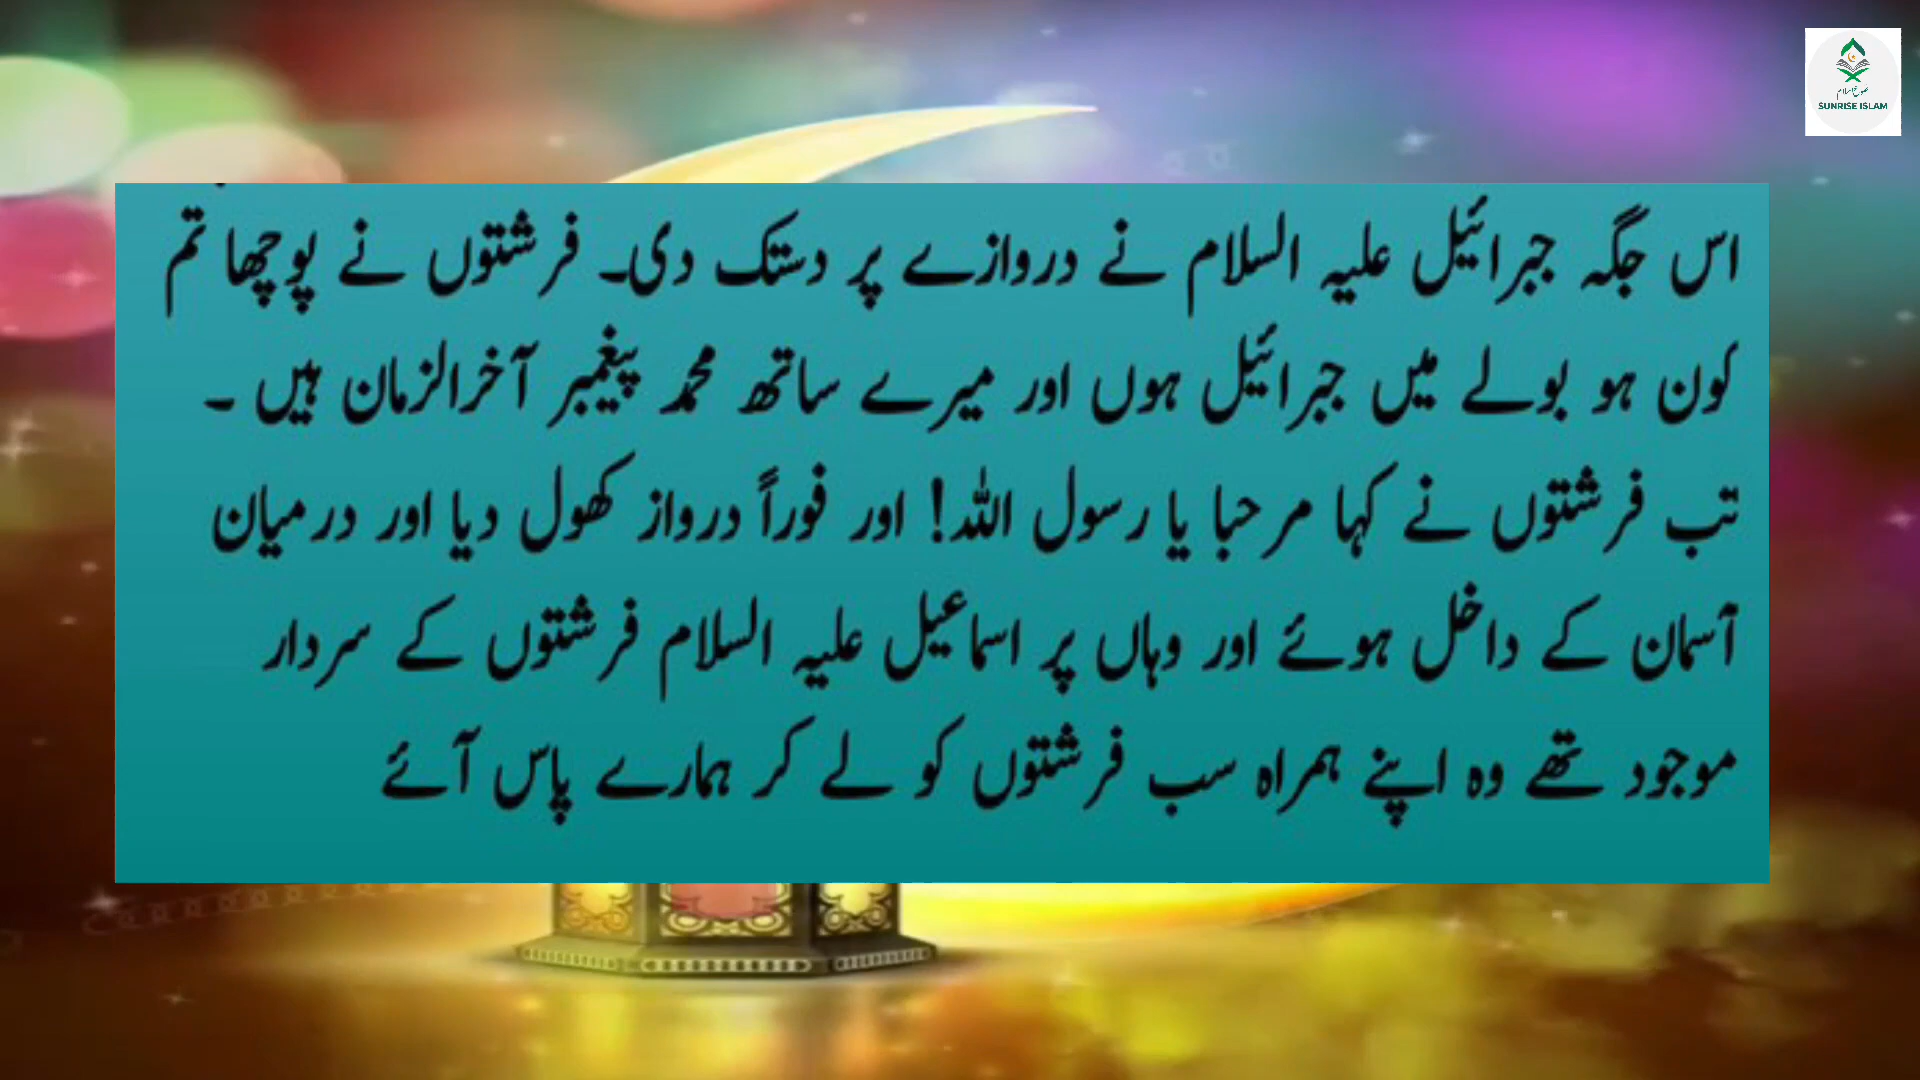 SUNRISE ISLAM
اس جگہ جبرائیل علیہ السلام نے دروازے پر دستک دی۔ فرشتوں نے پوچھا تم
کون ہو بولے میں جبرائیل ہوں اور میرے ساتھ محمد پیغمبر آخرالزمان ہیں ۔
تب فرشتوں نے کہا مرحبا یا رسول اللہ! اور فوراً درواز کھول دیا اور درمیان
آسمان کے داخل ہوئے اور وہاں پر اسماعیل علیہ السلام فرشتوں کے سردار
موجود تھے وہ اپنے ہمراہ سب فرشتوں کو لے کر ہمارے پاس آئے